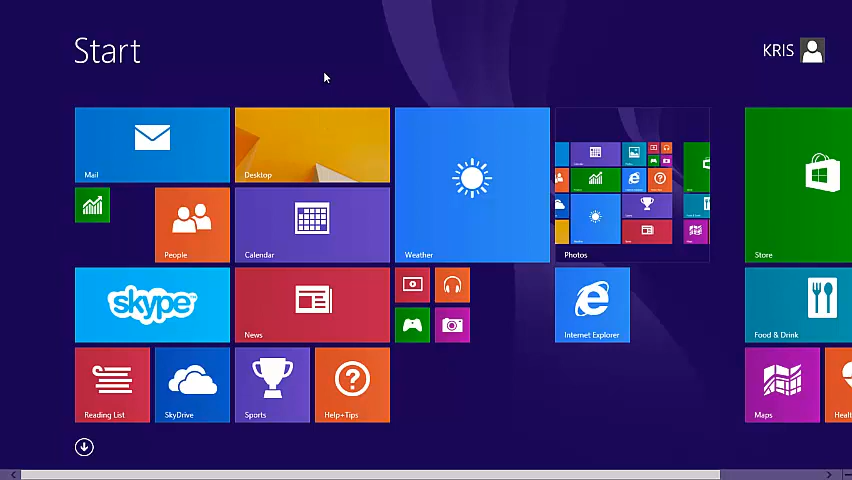 Start
KRIS
Mail
Desktop
People
Calendar
Weather
Photos
Store
skype
News
Internet Explorer
Food & Drink
Reading List
SkyDrive
Sports
Help+Tips
Maps
Healt